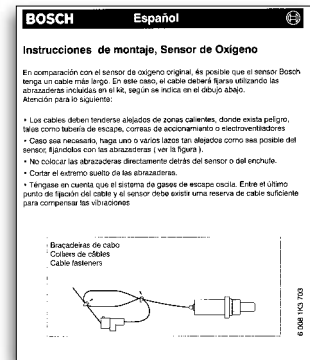 BOSCH Español
Instrucciones de montaje, Sensor de Oxígeno
En comparación con el sensor de oxígeno original, és posible que el sensor Bosch
tenga un cable más largo. En este caso, el cable deberá fijarse utilizando las
abrazaderas incluidas en el kit, según se indica en el dibujo abajo.
Atención para lo siguiente:
• Los cables deben tenderse alejados de zonas calientes, donde exista peligro,
tales como tubería de escape, correas de accionamianto o electroventiladores
• Caso sea necesario, haga uno o varios lazos tan alejados como sea posible del
sensor, fijándolos con las abrazaderas ( ver la figura ).
• No colocar las abrazaderas directamente detrás del sensor o del enchufe.
• Cortar el extremo suelto de las abrazaderas.
• Téngase en cuenta que el sistema de gases de escape oscila. Entre el último
punto de fijación del cable y el sensor debe existir uma reserva de cable suficiente
para compensar las vibraciones
Braçadeiras de cabo
Colliers de câbles
Cable fasteners
6 008 1K3 703